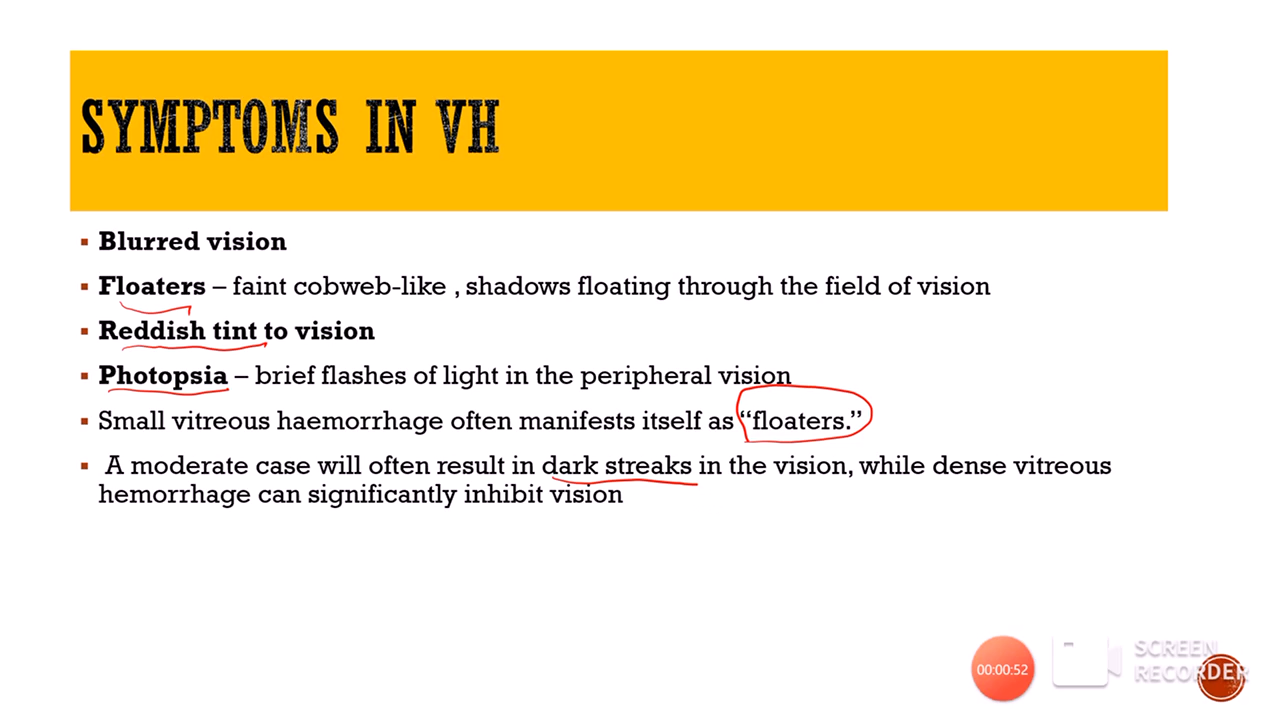 SYMPTOMS IN VH
▪ Blurred vision
▪ Floaters – faint cobweb-like , shadows floating through the field of vision
▪ Reddish tint to vision
▪ Photopsia – brief flashes of light in the peripheral vision
▪ Small vitreous haemorrhage often manifests itself as “floaters.”
▪ A moderate case will often result in dark streaks in the vision, while dense vitreous
hemorrhage can significantly inhibit vision
00:00:52
SCREEN
RECORDER